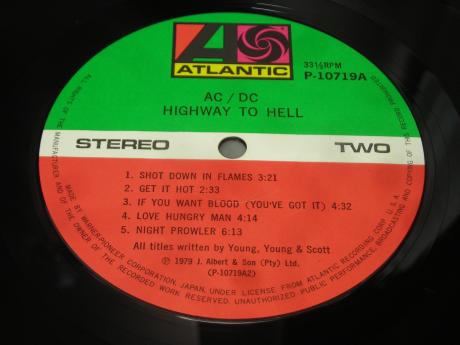 ATLANTIC
33⅓RPM
P-10719A
AC / DC
HIGHWAY TO HELL
STEREO
TWO
1. SHOT DOWN IN FLAMES 3:21
2. GET IT HOT 2:33
3. IF YOU WANT BLOOD (YOU'VE GOT IT) 4:32
4. LOVE HUNGRY MAN 4:14
5. NIGHT PROWLER 6:13
All titles written by Young, Young & Scott
℗ 1979 J. Albert & Son (Pty) Ltd.
(P-10719A2)
ALL RIGHTS OF THE MANUFACTURER AND OF THE OWNER OF THE RECORDED WORK RESERVED. UNAUTHORIZED PUBLIC PERFORMANCE, BROADCASTING AND COPYING OF THIS RECORD PROHIBITED
MADE BY WARNER-PIONEER CORPORATION, JAPAN, UNDER LICENSE FROM ATLANTIC RECORDING CORP. U.S.A.